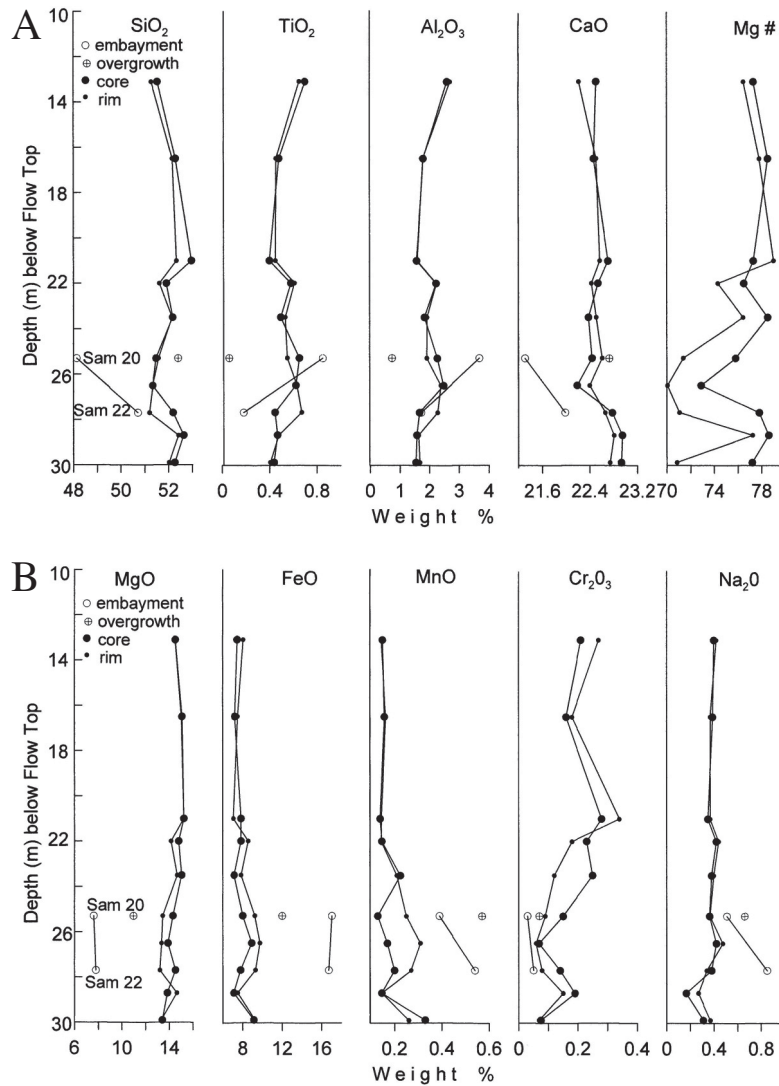 A
SiO2 TiO2 Al2O3 CaO Mg #
embayment
overgrowth
core
rim
10
14
18
22
26
30
Depth (m) below Flow Top
Sam 20
Sam 22
48 50 52 0 0.4 0.8 0 1 2 3 4 21.6 22.4 23.2 70 74 78
Weight %
B
MgO FeO MnO Cr2O3 Na2O
embayment
overgrowth
core
rim
10
14
18
22
26
30
Depth (m) below Flow Top
Sam 20
Sam 22
6 10 14 8 12 16 0.2 0.4 0.6 0 0.4 0 0.4 0.8
Weight %